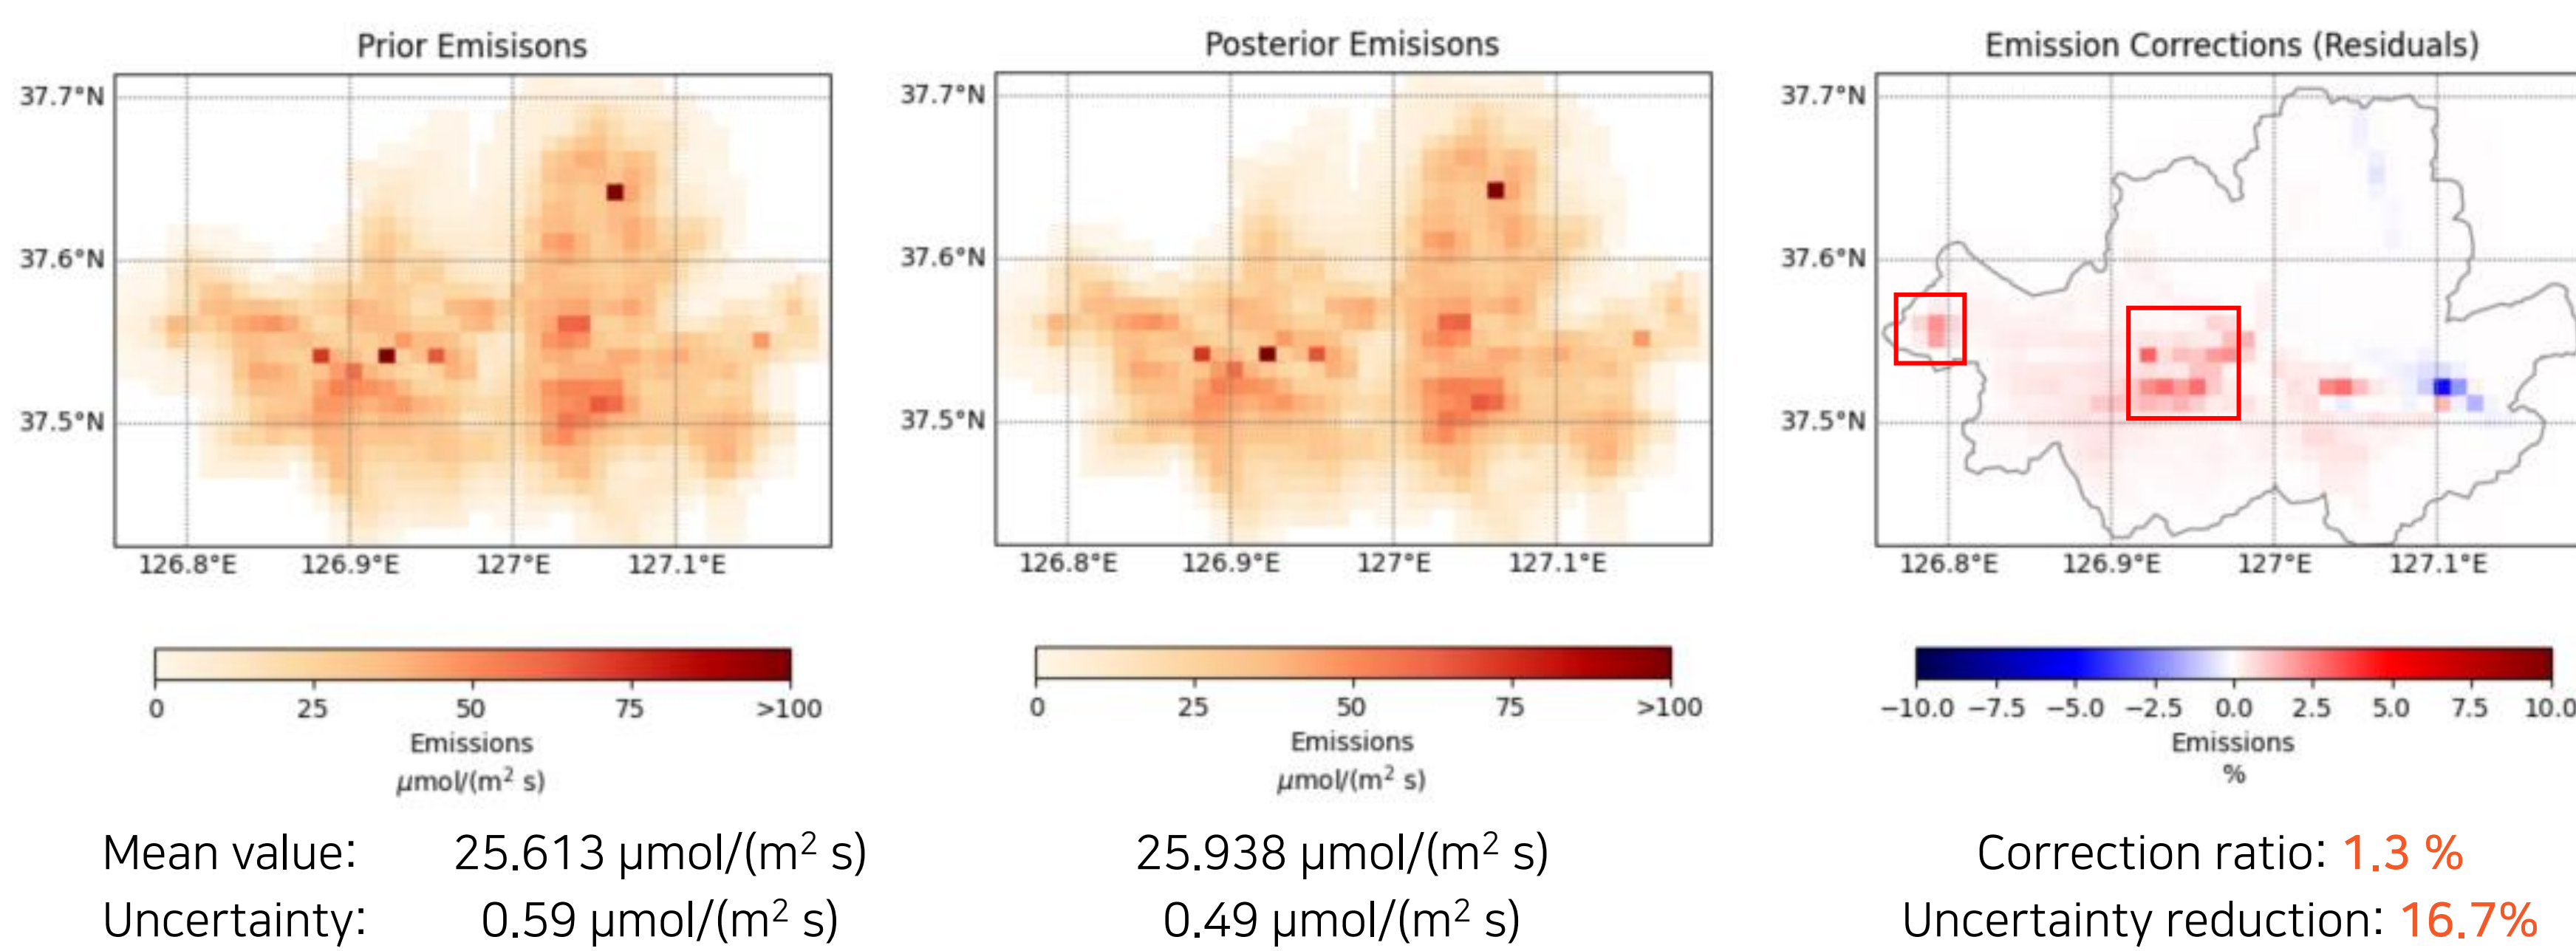 Prior Emisisons
37.7°N
37.6°N
37.5°N
126.8°E 126.9°E 127°E 127.1°E
0 25 50 75 >100
Emissions
μmol/(m² s)
Posterior Emisisons
37.7°N
37.6°N
37.5°N
126.8°E 126.9°E 127°E 127.1°E
0 25 50 75 >100
Emissions
μmol/(m² s)
Emission Corrections (Residuals)
37.7°N
37.6°N
37.5°N
126.8°E 126.9°E 127°E 127.1°E
−10.0 −7.5 −5.0 −2.5 0.0 2.5 5.0 7.5 10.0
Emissions
%
Mean value: 25.613 μmol/(m² s) 25.938 μmol/(m² s) Correction ratio: 1.3 %
Uncertainty: 0.59 μmol/(m² s) 0.49 μmol/(m² s) Uncertainty reduction: 16.7%